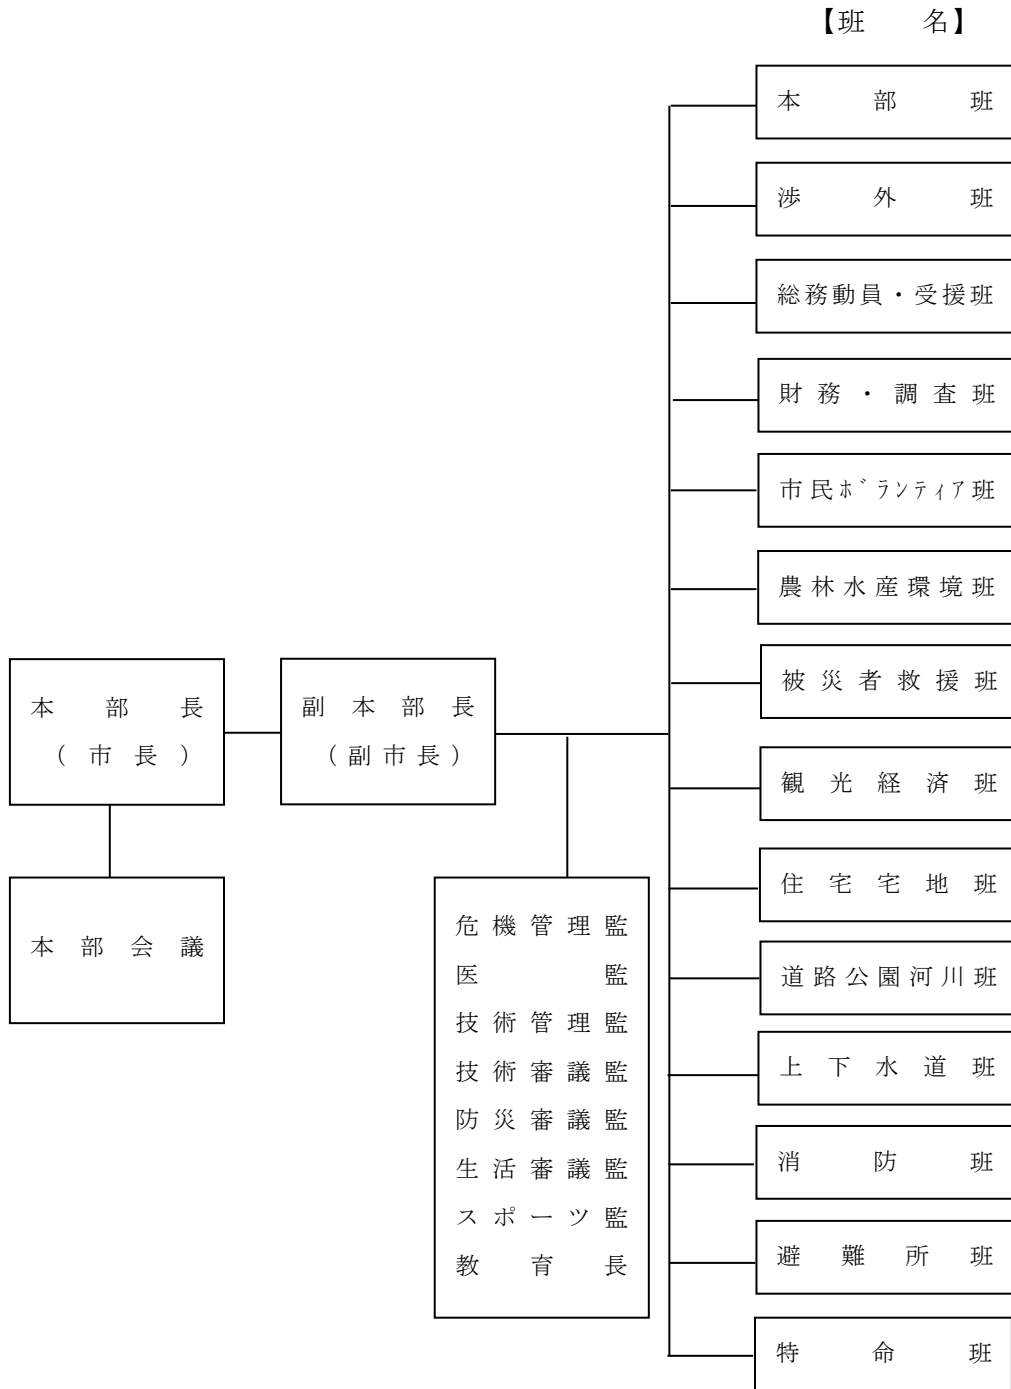 【班　　名】
本部班
渉外班
総務動員・受援班
財務・調査班
市民ボランティア班
農林水産環境班
被災者救援班
観光経済班
住宅宅地班
道路公園河川班
上下水道班
消防班
避難所班
特命班
本部長
（市長）
副本部長
（副市長）
本部会議
危機管理監
医監
技術管理監
技術審議監
防災審議監
生活審議監
スポーツ監
教育長